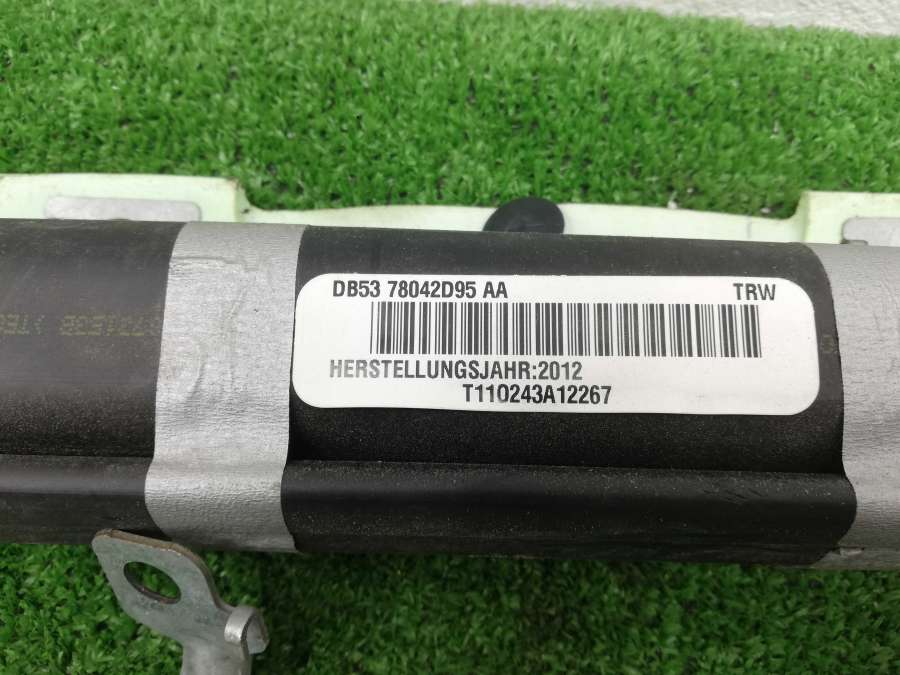 DB53 78042D95 AA TRW
HERSTELLUNGSJAHR:2012
T110243A12267